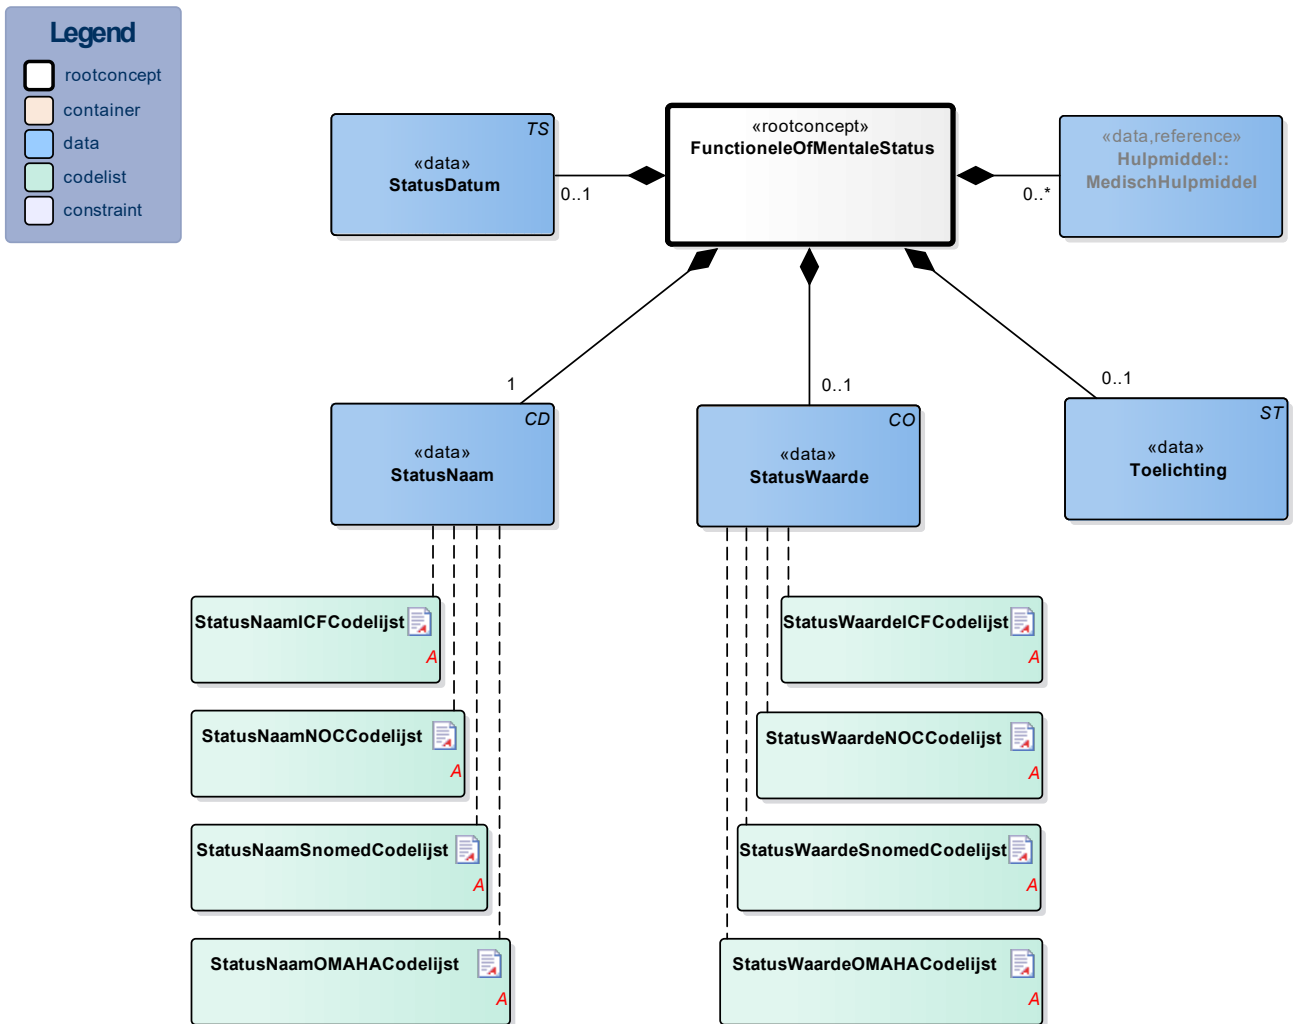 Legend
rootconcept
container
data
codelist
constraint
TS
«data»
StatusDatum
0..1
«rootconcept»
FunctioneleOfMentaleStatus
«data,reference»
Hulpmiddel::
MedischHulpmiddel
0..*
1
0..1
0..1
CD
«data»
StatusNaam
CO
«data»
StatusWaarde
ST
«data»
Toelichting
StatusNaamICFCodelijst
A
StatusWaardeICFCodelijst
A
StatusNaamNOCCodelijst
A
StatusWaardeNOCCodelijst
A
StatusNaamSnomedCodelijst
A
StatusWaardeSnomedCodelijst
A
StatusNaamOMAHACodelijst
A
StatusWaardeOMAHACodelijst
A